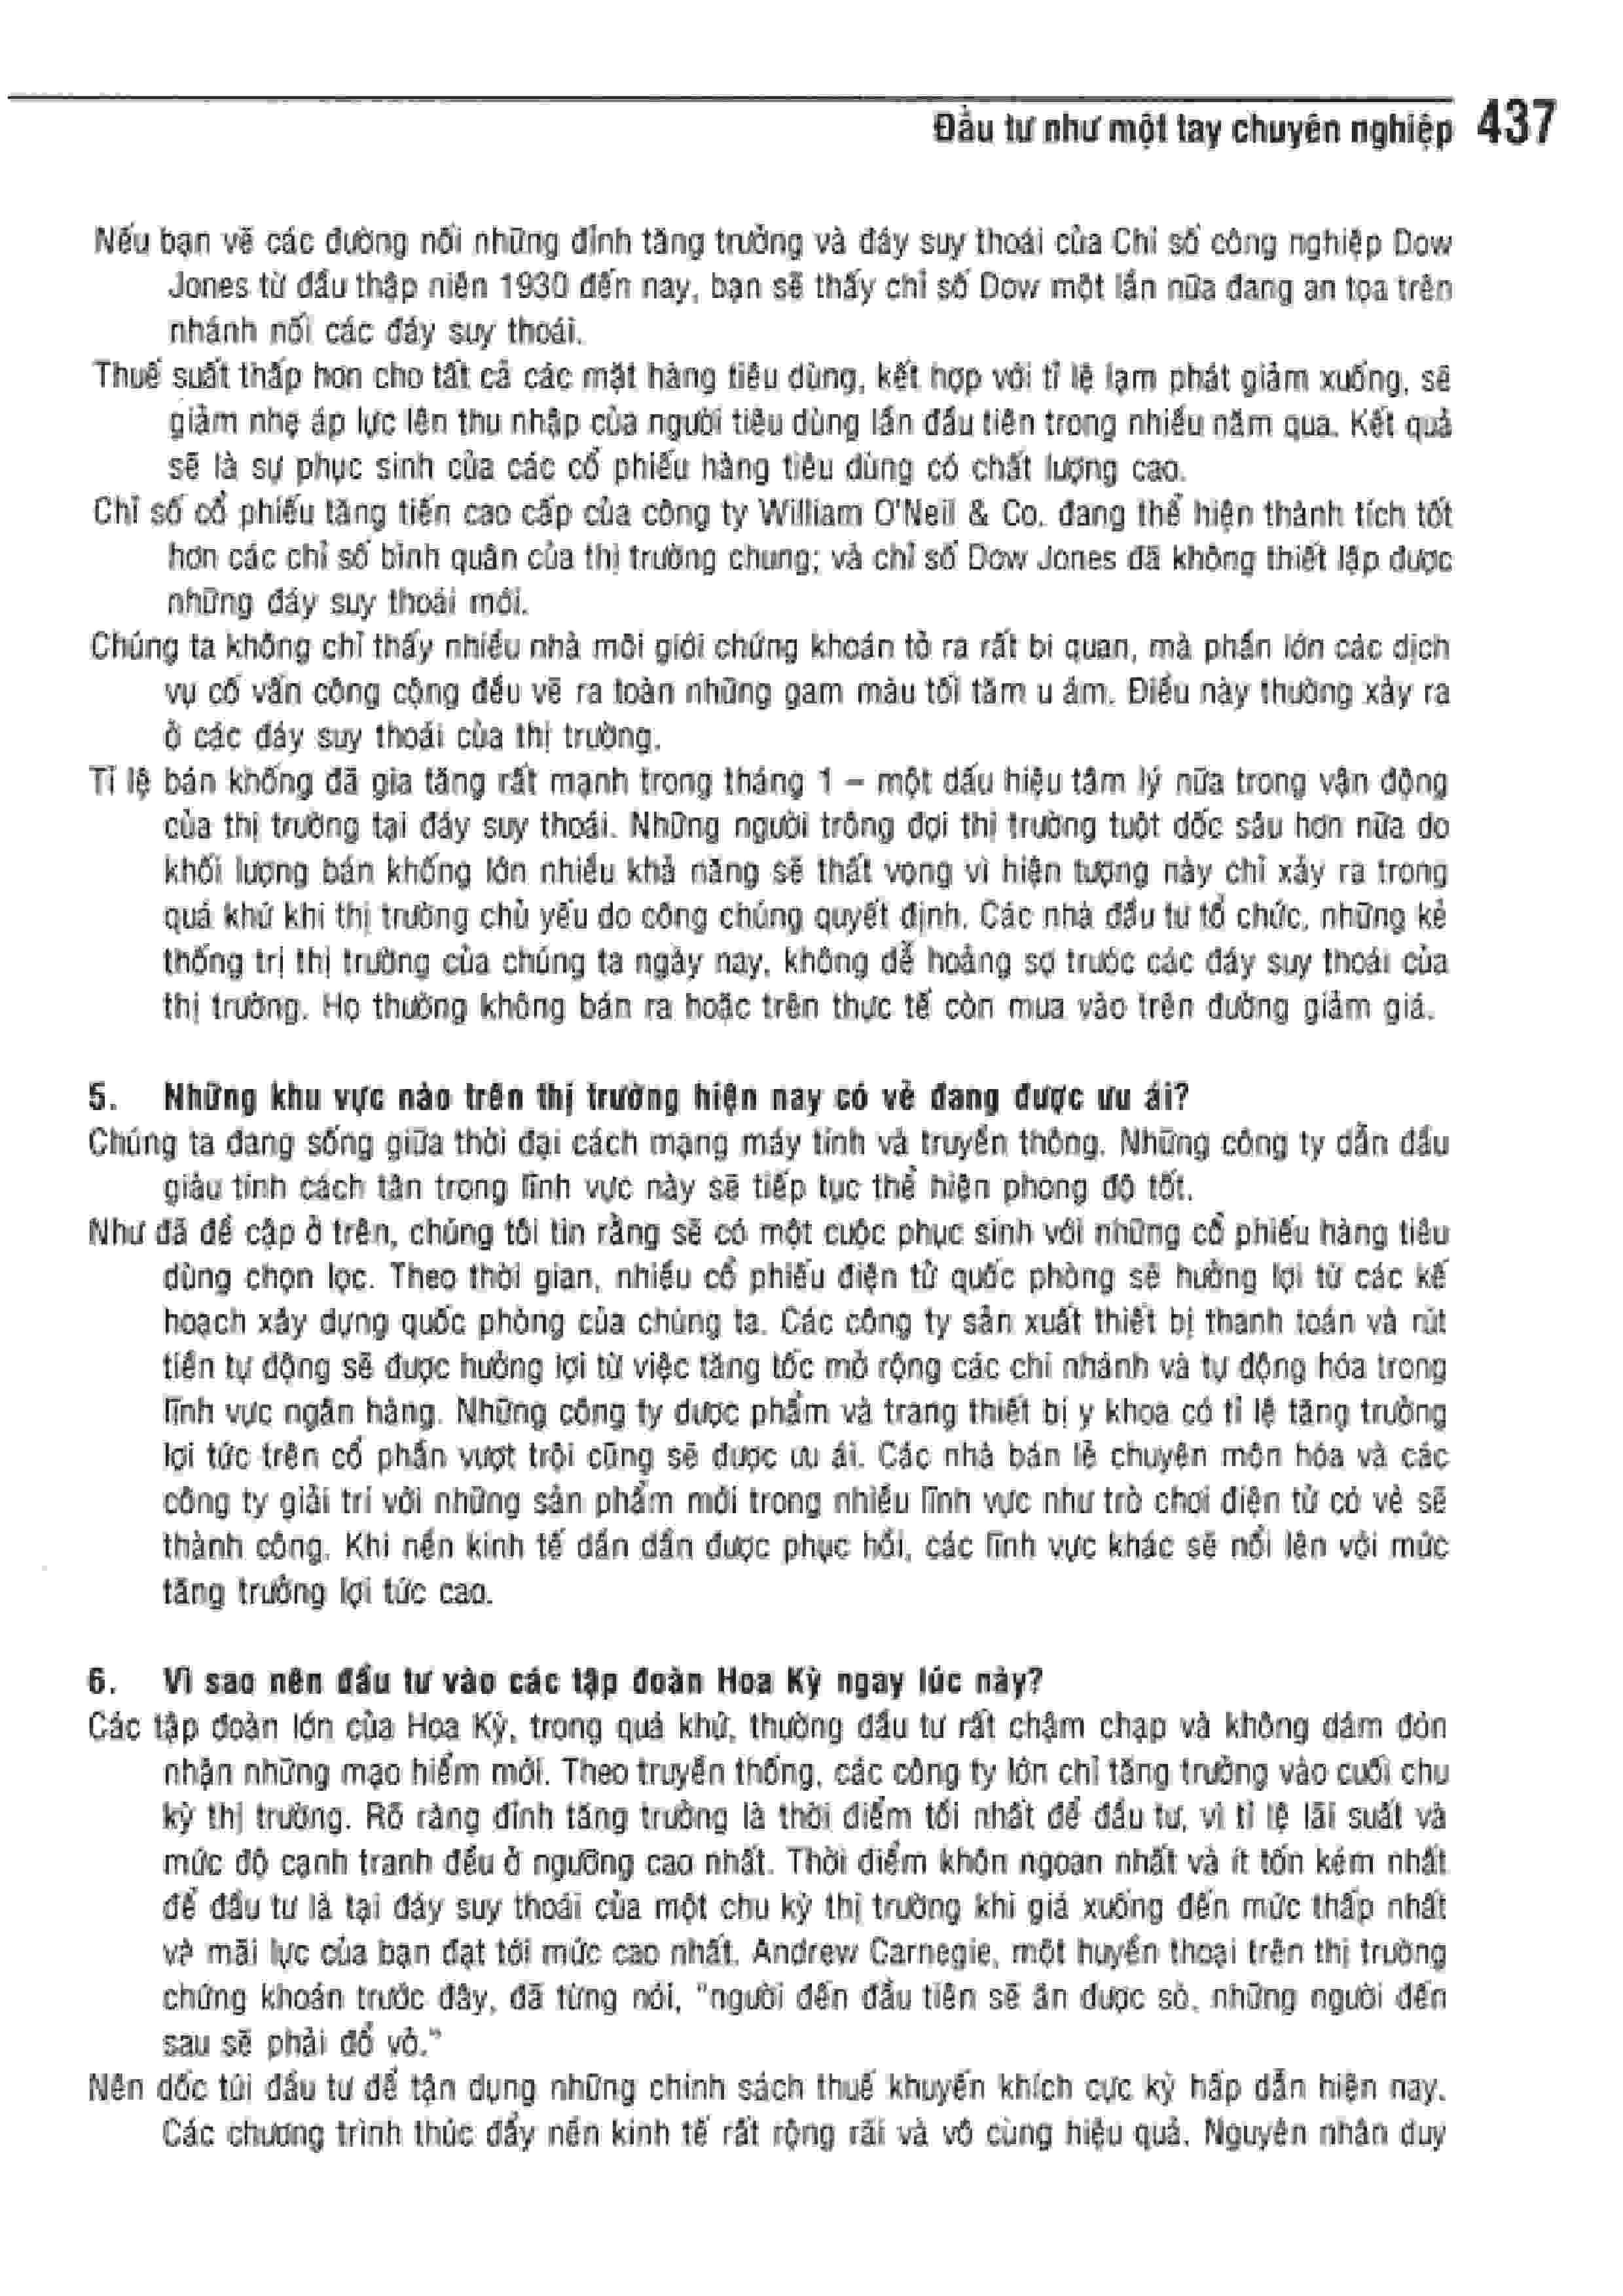 Đầu tư như một tay chuyên nghiệp 437
Nếu bạn vẽ các đường nối những đỉnh tăng trưởng và đáy suy thoái của Chỉ số công nghiệp Dow
Jones từ đầu thập niên 1930 đến nay, bạn sẽ thấy chỉ số Dow một lần nữa đang an tọa trên
nhánh nối các đáy suy thoái.
Thuế suất thấp hơn cho tất cả các mặt hàng tiêu dùng, kết hợp với tỉ lệ lạm phát giảm xuống, sẽ
giảm nhẹ áp lực lên thu nhập của người tiêu dùng lần đầu tiên trong nhiều năm qua. Kết quả
sẽ là sự phục sinh của các cổ phiếu hàng tiêu dùng có chất lượng cao.
Chỉ số cổ phiếu tăng tiến cao cấp của công ty William O'Neil & Co. đang thể hiện thành tích tốt
hơn các chỉ số bình quân của thị trường chung; và chỉ số Dow Jones đã không thiết lập được
những đáy suy thoái mới.
Chúng ta không chỉ thấy nhiều nhà môi giới chứng khoán tỏ ra rất bi quan, mà phần lớn các dịch
vụ cố vấn công cộng đều vẽ ra toàn những gam màu tối tăm u ám. Điều này thường xảy ra
ở các đáy suy thoái của thị trường.
Tỉ lệ bán khống đã gia tăng rất mạnh trong tháng 1 – một dấu hiệu tâm lý nữa trong vận động
của thị trường tại đáy suy thoái. Những người trông đợi thị trường tuột dốc sâu hơn nữa do
khối lượng bán khống lớn nhiều khả năng sẽ thất vọng vì hiện tượng này chỉ xảy ra trong
quá khứ khi thị trường chủ yếu do công chúng quyết định. Các nhà đầu tư tổ chức, những kẻ
thống trị thị trường của chúng ta ngày nay, không dễ hoảng sợ trước các đáy suy thoái của
thị trường. Họ thường không bán ra hoặc trên thực tế còn mua vào trên đường giảm giá.
5. Những khu vực nào trên thị trường hiện nay có vẻ đang được ưu ái?
Chúng ta đang sống giữa thời đại cách mạng máy tính và truyền thông. Những công ty dẫn đầu
giàu tính cách tân trong lĩnh vực này sẽ tiếp tục thể hiện phong độ tốt.
Như đã đề cập ở trên, chúng tôi tin rằng sẽ có một cuộc phục sinh với những cổ phiếu hàng tiêu
dùng chọn lọc. Theo thời gian, nhiều cổ phiếu điện tử quốc phòng sẽ hưởng lợi từ các kế
hoạch xây dựng quốc phòng của chúng ta. Các công ty sản xuất thiết bị thanh toán và rút
tiền tự động sẽ được hưởng lợi từ việc tăng tốc mở rộng các chi nhánh và tự động hóa trong
lĩnh vực ngân hàng. Những công ty dược phẩm và trang thiết bị y khoa có tỉ lệ tăng trưởng
lợi tức trên cổ phần vượt trội cũng sẽ được ưu ái. Các nhà bán lẻ chuyên môn hóa và các
công ty giải trí với những sản phẩm mới trong nhiều lĩnh vực như trò chơi điện tử có vẻ sẽ
thành công. Khi nền kinh tế dần dần được phục hồi, các lĩnh vực khác sẽ nổi lên với mức
tăng trưởng lợi tức cao.
6. Vì sao nên đầu tư vào các tập đoàn Hoa Kỳ ngay lúc này?
Các tập đoàn lớn của Hoa Kỳ, trong quá khứ, thường đầu tư rất chậm chạp và không dám đón
nhận những mạo hiểm mới. Theo truyền thống, các công ty lớn chỉ tăng trưởng vào cuối chu
kỳ thị trường. Rõ ràng đỉnh tăng trưởng là thời điểm tồi nhất để đầu tư, vì tỉ lệ lãi suất và
mức độ cạnh tranh đều ở ngưỡng cao nhất. Thời điểm khôn ngoan nhất và ít tốn kém nhất
để đầu tư là tại đáy suy thoái của một chu kỳ thị trường khi giá xuống đến mức thấp nhất
và mãi lực của bạn đạt tới mức cao nhất. Andrew Carnegie, một huyền thoại trên thị trường
chứng khoán trước đây, đã từng nói, "người đến đầu tiên sẽ ăn được sò, những người đến
sau sẽ phải đổ vỏ."
Nên dốc túi đầu tư để tận dụng những chính sách thuế khuyến khích cực kỳ hấp dẫn hiện nay.
Các chương trình thúc đẩy nền kinh tế rất rộng rãi và vô cùng hiệu quả. Nguyên nhân duy